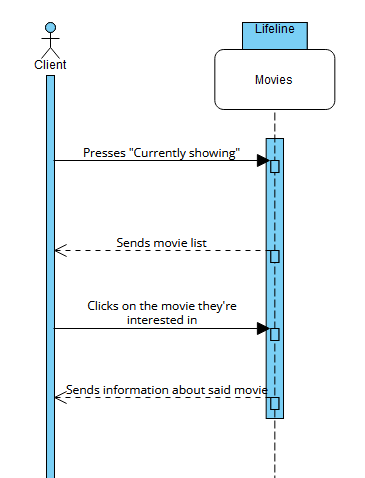 Lifeline
Client
Movies
Presses "Currently showing"
Sends movie list
Clicks on the movie they're
interested in
Sends information about said movie